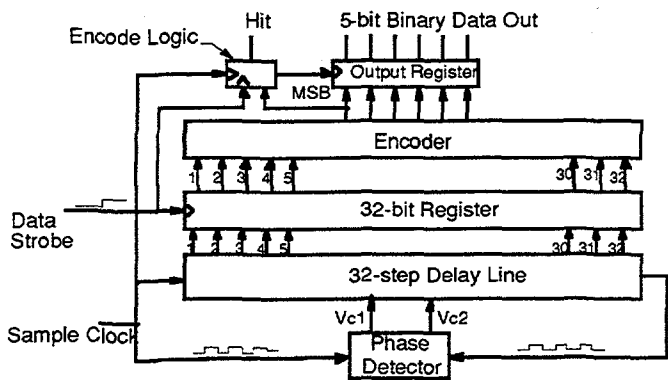 Hit
5-bit Binary Data Out
Encode Logic
Output Register
MSB
Encoder
1 2 3 4 5 30 31 32
32-bit Register
Data
Strobe
1 2 3 4 5 30 31 32
32-step Delay Line
Vc1 Vc2
Sample Clock
Phase
Detector